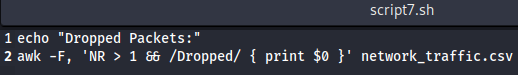 script7.sh
1 echo "Dropped Packets:"
2 awk -F, 'NR > 1 && /Dropped/ { print $0 }' network_traffic.csv